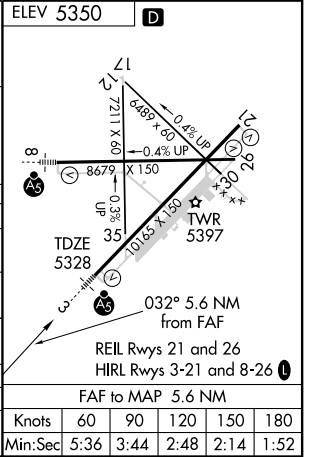 ELEV 5350 D
17
12
7211 X 60
6489 X 60
0.4% UP
21
V
8
0.4% UP
V
8679 X 150
26
A5
30
0.3% UP
TWR
5397
35
10165 X 150
TDZE
5328
V
3
A5
032° 5.6 NM
from FAF
REIL Rwys 21 and 26
HIRL Rwys 3-21 and 8-26 L
FAF to MAP 5.6 NM
Knots 60 90 120 150 180
Min:Sec 5:36 3:44 2:48 2:14 1:52